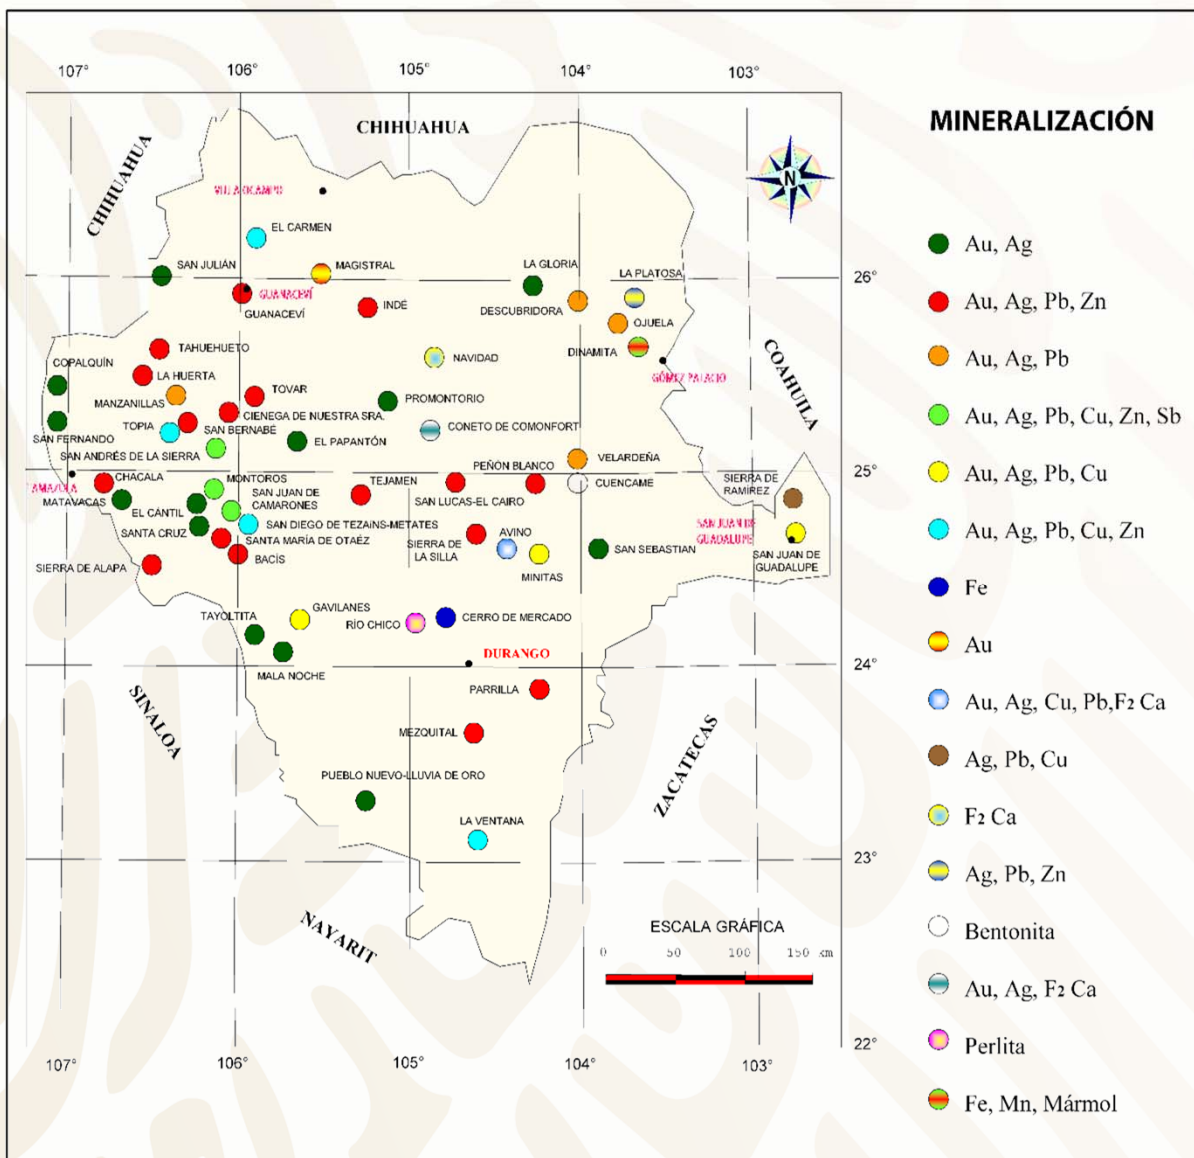 107°
106°
105°
104°
103°
CHIHUAHUA
CHIHUAHUA
N
VILLA OCAMPO
EL CARMEN
SAN JULIÁN
MAGISTRAL
LA GLORIA
LA PLATOSA
26°
GUANACEVÍ
GUANACEVÍ
INDÉ
DESCUBRIDORA
OJUELA
TAHUEHUETO
NAVIDAD
DINAMITA
COPALQUÍN
LA HUERTA
GÓMEZ PALACIO
COAHUILA
MANZANILLAS
TOVAR
PROMONTORIO
CIENEGA DE NUESTRA SRA.
TOPIA
SAN BERNABÉ
CONETO DE COMONFORT
SAN FERNANDO
EL PAPANTÓN
SAN ANDRÉS DE LA SIERRA
VELARDEÑA
PEÑÓN BLANCO
25°
CHACALA
MONTOROS
TEJAMEN
CUENCAME
SIERRA DE
RAMÍREZ
TAMAZULA
MATAVACAS
SAN JUAN DE
CAMARONES
SAN LUCAS-EL CAIRO
EL CÁNTIL
SAN DIEGO DE TEZAINS-METATES
SAN JUAN DE
GUADALUPE
SANTA CRUZ
SANTA MARÍA DE OTAÉZ
AVINO
SIERRA DE
LA SILLA
SAN SEBASTIAN
SAN JUAN DE
GUADALUPE
SIERRA DE ALAPA
BACÍS
MINITAS
GAVILANES
TAYOLTITA
RÍO CHICO
CERRO DE MERCADO
DURANGO
24°
MALA NOCHE
PARRILLA
SINALOA
MEZQUITAL
ZACATECAS
PUEBLO NUEVO-LLUVIA DE ORO
LA VENTANA
23°
NAYARIT
ESCALA GRÁFICA
0 50 100 150 km
22°
107°
106°
105°
104°
103°
MINERALIZACIÓN
Au, Ag
Au, Ag, Pb, Zn
Au, Ag, Pb
Au, Ag, Pb, Cu, Zn, Sb
Au, Ag, Pb, Cu
Au, Ag, Pb, Cu, Zn
Fe
Au
Au, Ag, Cu, Pb,F₂ Ca
Ag, Pb, Cu
F₂ Ca
Ag, Pb, Zn
Bentonita
Au, Ag, F₂ Ca
Perlita
Fe, Mn, Mármol